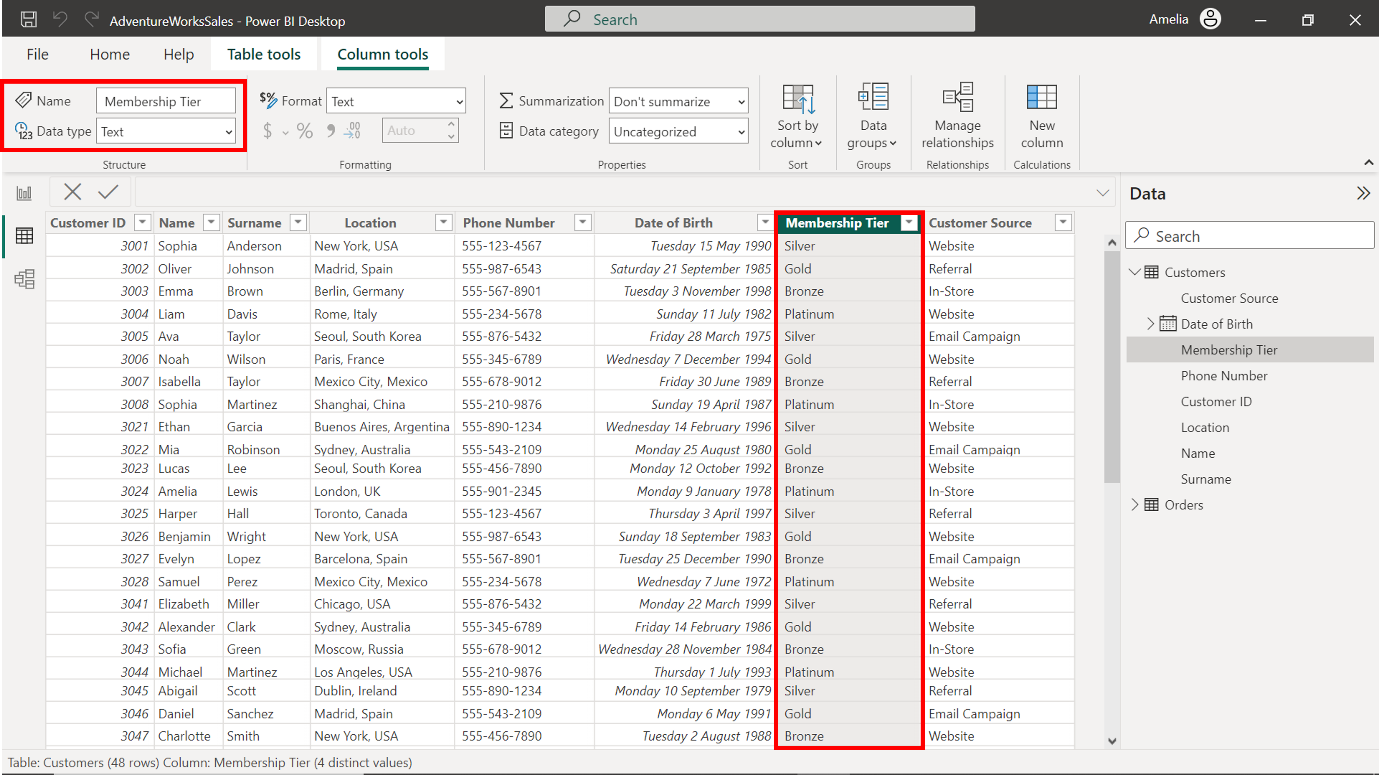 AdventureWorksSales - Power BI Desktop
Search
Amelia
File Home Help Table tools Column tools
Name Membership Tier
Data type Text
Structure
$% Format Text
$ % 9 .00 Auto
Formatting
Summarization Don't summarize
Data category Uncategorized
Properties
Sort by
column
Sort
Data
groups
Groups
Manage
relationships
Relationships
New
column
Calculations
Customer ID Name Surname Location Phone Number Date of Birth Membership Tier Customer Source
3001 Sophia Anderson New York, USA 555-123-4567 Tuesday 15 May 1990 Silver Website
3002 Oliver Johnson Madrid, Spain 555-987-6543 Saturday 21 September 1985 Gold Referral
3003 Emma Brown Berlin, Germany 555-567-8901 Tuesday 3 November 1998 Bronze In-Store
3004 Liam Davis Rome, Italy 555-234-5678 Sunday 11 July 1982 Platinum Website
3005 Ava Taylor Seoul, South Korea 555-876-5432 Friday 28 March 1975 Silver Email Campaign
3006 Noah Wilson Paris, France 555-345-6789 Wednesday 7 December 1994 Gold Website
3007 Isabella Taylor Mexico City, Mexico 555-678-9012 Friday 30 June 1989 Bronze Referral
3008 Sophia Martinez Shanghai, China 555-210-9876 Sunday 19 April 1987 Platinum In-Store
3021 Ethan Garcia Buenos Aires, Argentina 555-890-1234 Wednesday 14 February 1996 Silver Website
3022 Mia Robinson Sydney, Australia 555-543-2109 Monday 25 August 1980 Gold Email Campaign
3023 Lucas Lee Seoul, South Korea 555-456-7890 Monday 12 October 1992 Bronze Website
3024 Amelia Lewis London, UK 555-901-2345 Monday 9 January 1978 Platinum In-Store
3025 Harper Hall Toronto, Canada 555-123-4567 Thursday 3 April 1997 Silver Referral
3026 Benjamin Wright New York, USA 555-987-6543 Sunday 18 September 1983 Gold Website
3027 Evelyn Lopez Barcelona, Spain 555-567-8901 Tuesday 25 December 1990 Bronze Email Campaign
3028 Samuel Perez Mexico City, Mexico 555-234-5678 Wednesday 7 June 1972 Platinum Website
3041 Elizabeth Miller Chicago, USA 555-876-5432 Monday 22 March 1999 Silver Referral
3042 Alexander Clark Sydney, Australia 555-345-6789 Friday 14 February 1986 Gold Website
3043 Sofia Green Moscow, Russia 555-678-9012 Wednesday 28 November 1984 Bronze In-Store
3044 Michael Martinez Los Angeles, USA 555-210-9876 Thursday 1 July 1993 Platinum Website
3045 Abigail Scott Dublin, Ireland 555-890-1234 Monday 10 September 1979 Silver Referral
3046 Daniel Sanchez Madrid, Spain 555-543-2109 Monday 6 May 1991 Gold Email Campaign
3047 Charlotte Smith New York, USA 555-456-7890 Tuesday 2 August 1988 Bronze Website
Data
Search
Customers
Customer Source
Date of Birth
Membership Tier
Phone Number
Customer ID
Location
Name
Surname
Orders
Table: Customers (48 rows) Column: Membership Tier (4 distinct values)